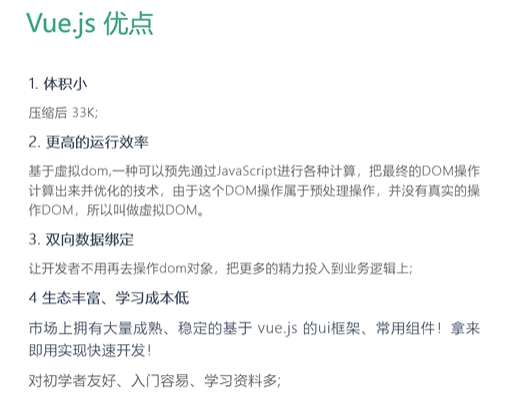 Vue.js 优点
1. 体积小
压缩后 33K;
2. 更高的运行效率
基于虚拟dom,一种可以预先通过JavaScript进行各种计算，把最终的DOM操作
计算出来并优化的技术，由于这个DOM操作属于预处理操作，并没有真实的操
作DOM，所以叫做虚拟DOM。
3. 双向数据绑定
让开发者不用再去操作dom对象，把更多的精力投入到业务逻辑上;
4 生态丰富、学习成本低
市场上拥有大量成熟、稳定的基于 vue.js 的ui框架、常用组件！拿来
即用实现快速开发！
对初学者友好、入门容易、学习资料多;